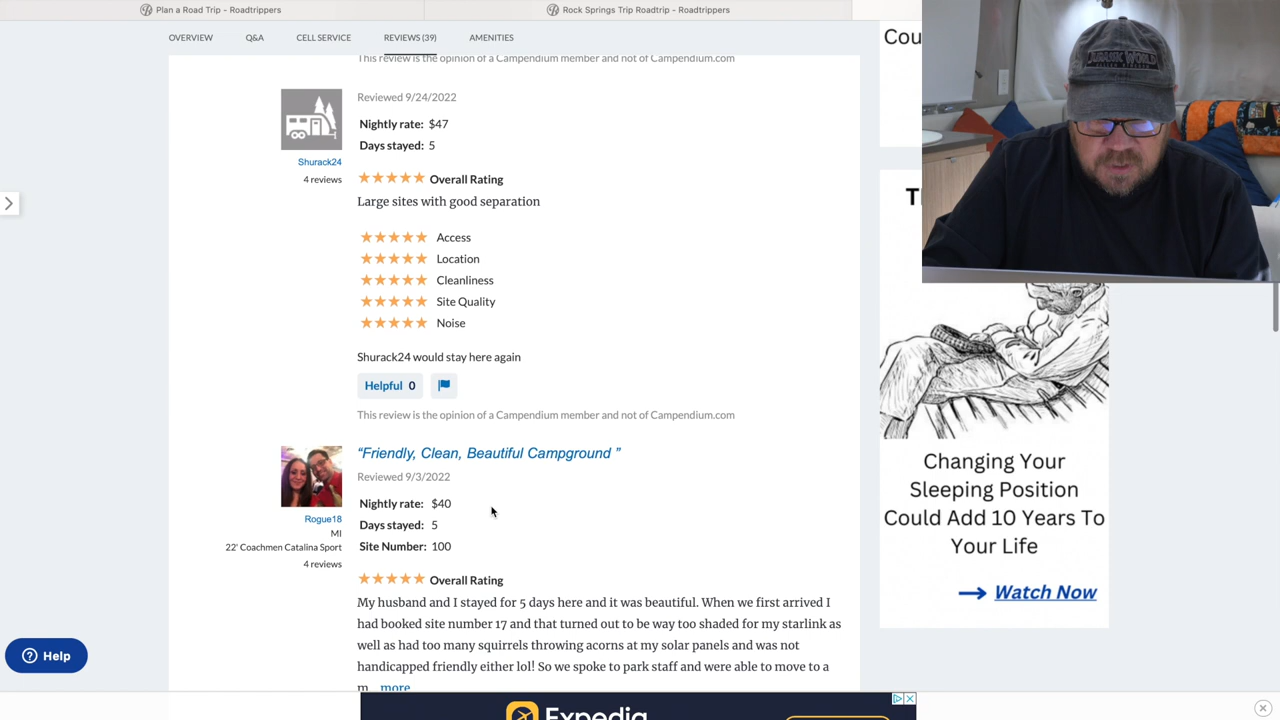 Plan a Road Trip - Roadtrippers
Rock Springs Trip Roadtrip - Roadtrippers
OVERVIEW Q&A CELL SERVICE REVIEWS (39) AMENITIES
This review is the opinion of a Campendium member and not of Campendium.com
Reviewed 9/24/2022
Nightly rate: $47
Days stayed: 5
Shurack24
4 reviews
Overall Rating
Large sites with good separation
Access
Location
Cleanliness
Site Quality
Noise
Shurack24 would stay here again
Helpful 0
This review is the opinion of a Campendium member and not of Campendium.com
“Friendly, Clean, Beautiful Campground ”
Reviewed 9/3/2022
Nightly rate: $40
Days stayed: 5
Site Number: 100
Rogue18
MI
22' Coachmen Catalina Sport
4 reviews
Overall Rating
My husband and I stayed for 5 days here and it was beautiful. When we first arrived I
had booked site number 17 and that turned out to be way too shaded for my starlink as
well as had too many squirrels throwing acorns at my solar panels and was not
handicapped friendly either lol! So we spoke to park staff and were able to move to a
m... more
Help
Expedia
Cou
T
JURASSIC WORLD
Changing Your
Sleeping Position
Could Add 10 Years To
Your Life
Watch Now